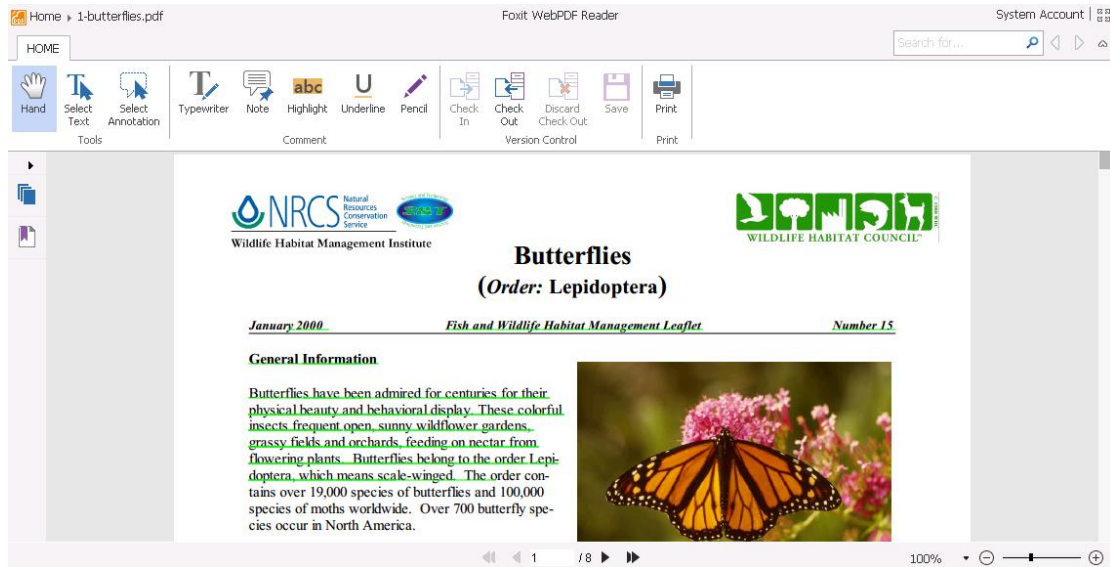 Home ▸ 1-butterflies.pdf
Foxit WebPDF Reader
System Account
HOME
Search for...
Hand
Select Text
Select Annotation
Typewriter
Note
abc
Highlight
U
Underline
Pencil
Check In
Check Out
Discard Check Out
Save
Print
Tools
Comment
Version Control
Print
NRCS
Natural
Resources
Conservation
Service
Wildlife Habitat Management Institute
WILDLIFE HABITAT COUNCIL
Butterflies
(Order: Lepidoptera)
January 2000
Fish and Wildlife Habitat Management Leaflet
Number 15
General Information
Butterflies have been admired for centuries for their
physical beauty and behavioral display. These colorful
insects frequent open, sunny wildflower gardens,
grassy fields and orchards, feeding on nectar from
flowering plants. Butterflies belong to the order Lepi-
doptera, which means scale-winged. The order con-
tains over 19,000 species of butterflies and 100,000
species of moths worldwide. Over 700 butterfly spe-
cies occur in North America.
1 /8
100%